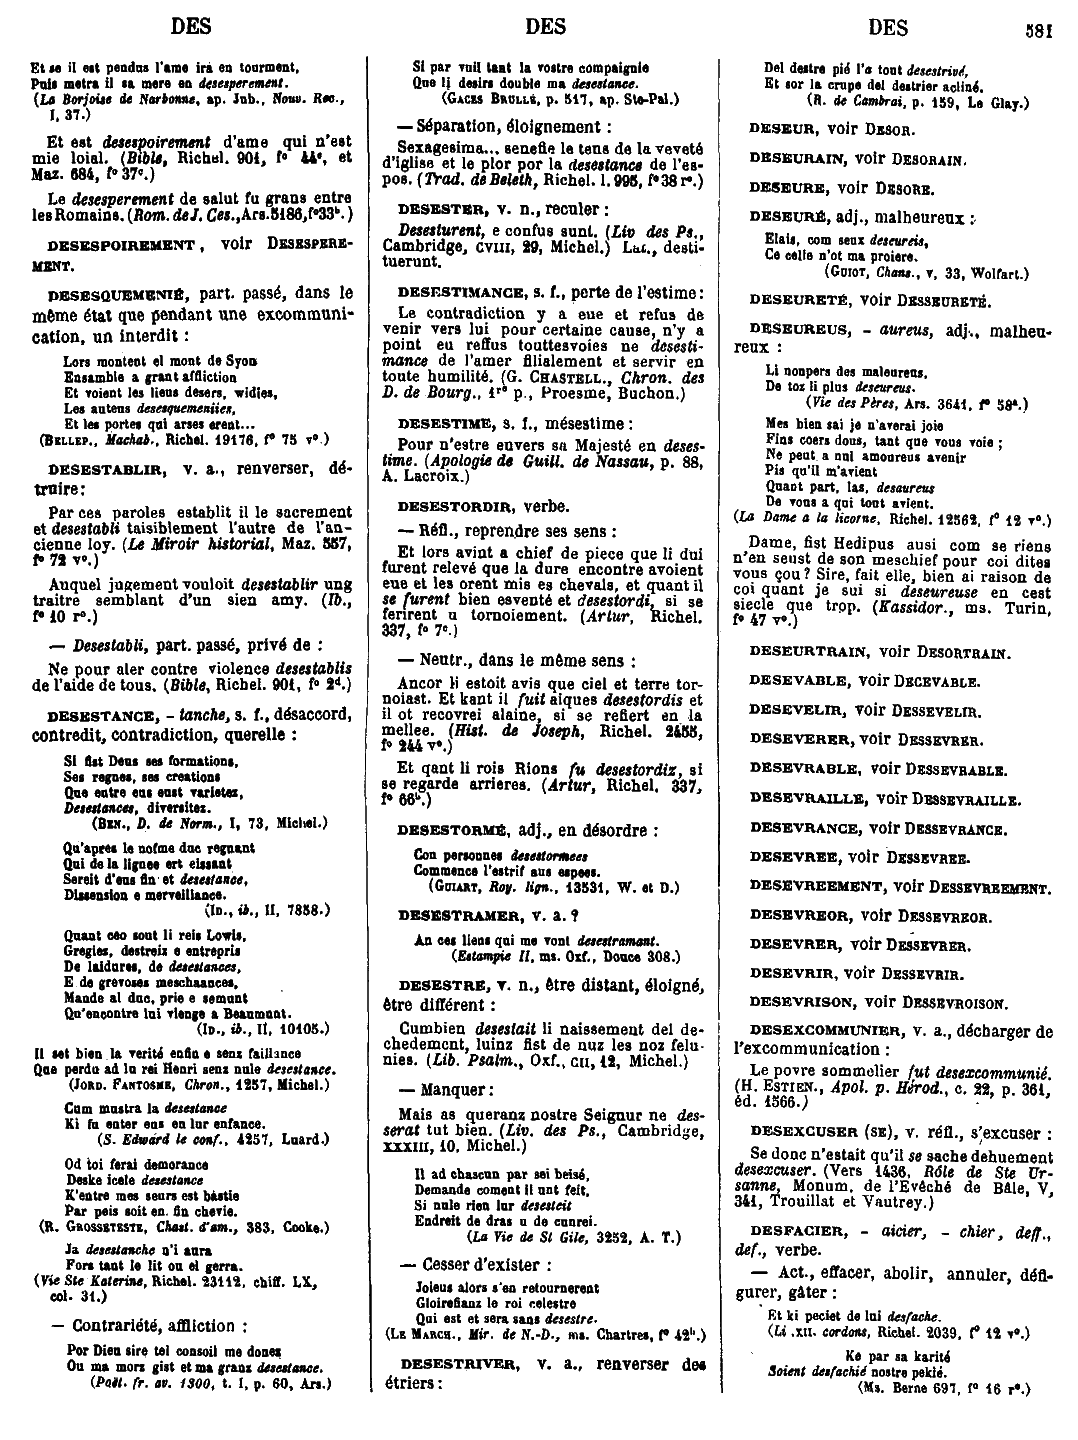 DES
DES
DES
581
Et se il est pendus l'ame ira en tourment,
Puis metra il sa mere en desesperement.
(La Borjoise de Narbonne, ap. Jub., Nouv. Rec.,
I, 37.)
Et est desespoirement d'ame qui n'est
mie loial. (Bible, Richel. 901, f° 44e, et
Maz. 684, f° 37c.)
Le desesperement de salut fu grans entre
les Romains. (Rom. de J. Ces., Ars. 5186, f° 33b.)
DESESPOIREMENT, voir DESESPERE-
MENT.
DESESQUEMENIÉ, part. passé, dans le
même état que pendant une excommuni-
cation, un interdit :
Lors montent el mont de Syon
Ensamble a grant affliction
Et voient les lieus desers, widies,
Les autens desesquemeniies,
Et les portes qui arses erent...
(BELLEP., Machab., Richel. 19176, f° 75 v°.)
DESESTABLIR, v. a., renverser, dé-
truire :
Par ces paroles establit il le sacrement
et desestabli taisiblement l'autre de l'an-
cienne loy. (Le Miroir historial, Maz. 557,
f° 72 v°.)
Auquel jugement vouloit desestablir ung
traitre semblant d'un sien amy. (Ib.,
f° 10 r°.)
— Desestabli, part. passé, privé de :
Ne pour aler contre violence desestablis
de l'aide de tous. (Bible, Richel. 901, f° 2d.)
DESESTANCE, - tanche, s. f., désaccord,
contredit, contradiction, querelle :
Si fist Deus ses formations,
Ses regnes, ses creations
Que entre eus eust varietez,
Desestances, diversitez.
(BEN., D. de Norm., I, 73, Michel.)
Qu'apres le nofme duc regnant
Qui de la lignee ert eissant
Sereit d'eus fin et desestance,
Dissension e merveillance.
(ID., ib., II, 7858.)
Quant ceo sont li reis Lowis,
Gregiez, destreix e entrepris
De laidures, de desestances,
E de grevoses meschaances,
Mande al duc, prie e semunt
Qu'encontre lui vienge a Beaumont.
(ID., ib., II, 10105.)
Il set bien la verité enfin e senz faillance
Que perdu ad lu rei Henri senz nule desestance.
(JORD. FANTOSME, Chron., 1257, Michel.)
Cum mustra la desestance
Ki fu enter eus en lur enfance.
(S. Edward le conf., 4257, Luard.)
Od toi ferai demorance
Deske icele desestance
K'entre mes seurs est bastie
Par peis soit en fin chevie.
(R. GROSSETESTE, Chast. d'am., 383, Cooke.)
Ja desestanche n'i aura
Fors tant le lit ou el gerra.
(Vie Ste Katerine, Richel. 23112, chiff. LX,
col. 31.)
— Contrariété, affliction :
Por Dieu sire tel consoil me donez
Ou ma morz gist et ma granz desestance.
(Poët. fr. av. 1300, t. I, p. 60, Ars.)
Si par vuil tant la vostre compaignie
Que li desirs double ma desestance.
(GACES BRULLÉ, p. 517, ap. Ste-Pal.)
— Séparation, éloignement :
Sexagesima... senefie le tens de la veveté
d'iglise et le plor por la desestance de l'es-
pos. (Trad. de Beleth, Richel. l. 995, f° 38 r°.)
DESESTER, v. n., reculer :
Desesturent, e confus sunt. (Liv des Ps.,
Cambridge, CVIII, 29, Michel.) Lat., desti-
tuerunt.
DESESTIMANCE, s. f., perte de l'estime :
Le contradiction y a eue et refus de
venir vers lui pour certaine cause, n'y a
point eu reffus touttesvoies ne desesti-
mance de l'amer filialement et servir en
toute humilité. (G. CHASTELL., Chron. des
D. de Bourg., 1re p., Proesme, Buchon.)
DESESTIME, s. f., mésestime :
Pour n'estre envers sa Majesté en deses-
time. (Apologie de Guill. de Nassau, p. 88,
A. Lacroix.)
DESESTORDIR, verbe.
— Réfl., reprendre ses sens :
Et lors avint a chief de piece que li dui
furent relevé que la dure encontre avoient
eue et les orent mis es chevals, et quant il
se furent bien esventé et desestordi, si se
ferirent u tornoiement. (Artur, Richel.
337, f° 7c.)
— Neutr., dans le même sens :
Ancor li estoit avis que ciel et terre tor-
noiast. Et kant il fuit alques desestordis et
il ot recovrei alaine, si se refiert en la
mellee. (Hist. de Joseph, Richel. 2455,
f° 244 v°.)
Et qant li rois Rions fu desestordiz, si
se regarde arrieres. (Artur, Richel. 337,
f° 66b.)
DESESTORMÉ, adj., en désordre :
Con personnes desestormees
Commence l'estrif aus espees.
(GUIART, Roy. lign., 13531, W. et D.)
DESESTRAMER, v. a. ?
An ces liens qui me vont desestramant.
(Estampie II, ms. Oxf., Douce 308.)
DESESTRE, v. n., être distant, éloigné,
être différent :
Cumbien desestait li naissement del de-
chedement, luinz fist de nuz les noz felu-
nies. (Lib. Psalm., Oxf., CII, 12, Michel.)
— Manquer :
Mais as queranz nostre Seignur ne des-
serat tut bien. (Liv. des Ps., Cambridge,
XXXIII, 10, Michel.)
Il ad chascun par sei beisé,
Demande coment il unt feit,
Si nule rien lur deseteit
Endreit de dras u de cunrei.
(La Vie de St Gile, 3252, A. T.)
— Cesser d'exister :
Joieus alors s'en retournerent
Gloirefianz le roi celestre
Qui est et sera sans desestre.
(LE MARCH., Mir. de N.-D., ms. Chartres, f° 42b.)
DESESTRIVER, v. a., renverser des
étriers :
Del destre pié l'a tout desestrivé,
Et sor la crupe del destrier acliné.
(R. de Cambrai, p. 159, Le Glay.)
DESEUR, voir DESOR.
DESEURAIN, voir DESORAIN.
DESEURE, voir DESORE.
DESEURÉ, adj., malheureux :
Elais, com seux deseureis,
Ce celle n'ot ma proiere.
(GUIOT, Chans., v, 33, Wolfart.)
DESEURETÉ, voir DESSEURETÉ.
DESEUREUS, - aureus, adj., malheu-
reux :
Li nonpers des maleureus,
De toz li plus deseureus.
(Vie des Pères, Ars. 3641, f° 58a.)
Mes bien sai je n'averai joie
Fins coers dous, tant que vous voie ;
Ne peut a nul amoureus avenir
Pis qu'il m'avient
Quant part, las, desaureus
De vous a qui tout avient.
(La Dame a la licorne, Richel. 12562, f° 12 v°.)
Dame, fist Hedipus ausi com se riens
n'en seust de son meschief pour coi dites
vous çou ? Sire, fait elle, bien ai raison de
coi quant je sui si deseureuse en cest
siecle que trop. (Kassidor., ms. Turin,
f° 47 v°.)
DESEURTRAIN, voir DESORTRAIN.
DESEVABLE, voir DECEVABLE.
DESEVELIR, voir DESSEVELIR.
DESEVERER, voir DESSEVRER.
DESEVRABLE, voir DESSEVRABLE.
DESEVRAILLE, voir DESSEVRAILLE.
DESEVRANCE, voir DESSEVRANCE.
DESEVREE, voir DESSEVREE.
DESEVREEMENT, voir DESSEVREEMENT.
DESEVREOR, voir DESSEVREOR.
DESEVRER, voir DESSEVRER.
DESEVRIR, voir DESSEVRIR.
DESEVRISON, voir DESSEVROISON.
DESEXCOMMUNIER, v. a., décharger de
l'excommunication :
Le povre sommelier fut desexcommunié.
(H. ESTIEN., Apol. p. Hérod., c. 22, p. 361,
éd. 1566.)
DESEXCUSER (SE), v. réfl., s'excuser :
Se donc n'estait qu'il se sache dehuement
desexcuser. (Vers 1436, Rôle de Ste Ur-
sanne, Monum. de l'Evêché de Bâle, V,
341, Trouillat et Vautrey.)
DESFACIER, - aicier, - chier, deff.,
def., verbe.
— Act., effacer, abolir, annuler, défi-
gurer, gâter :
Et ki peciet de lui desfache.
(Li .XII. cordons, Richel. 2039, f° 12 v°.)
Ke par sa karité
Soient desfachié nostre pekié.
(Ms. Berne 697, f° 16 r°.)